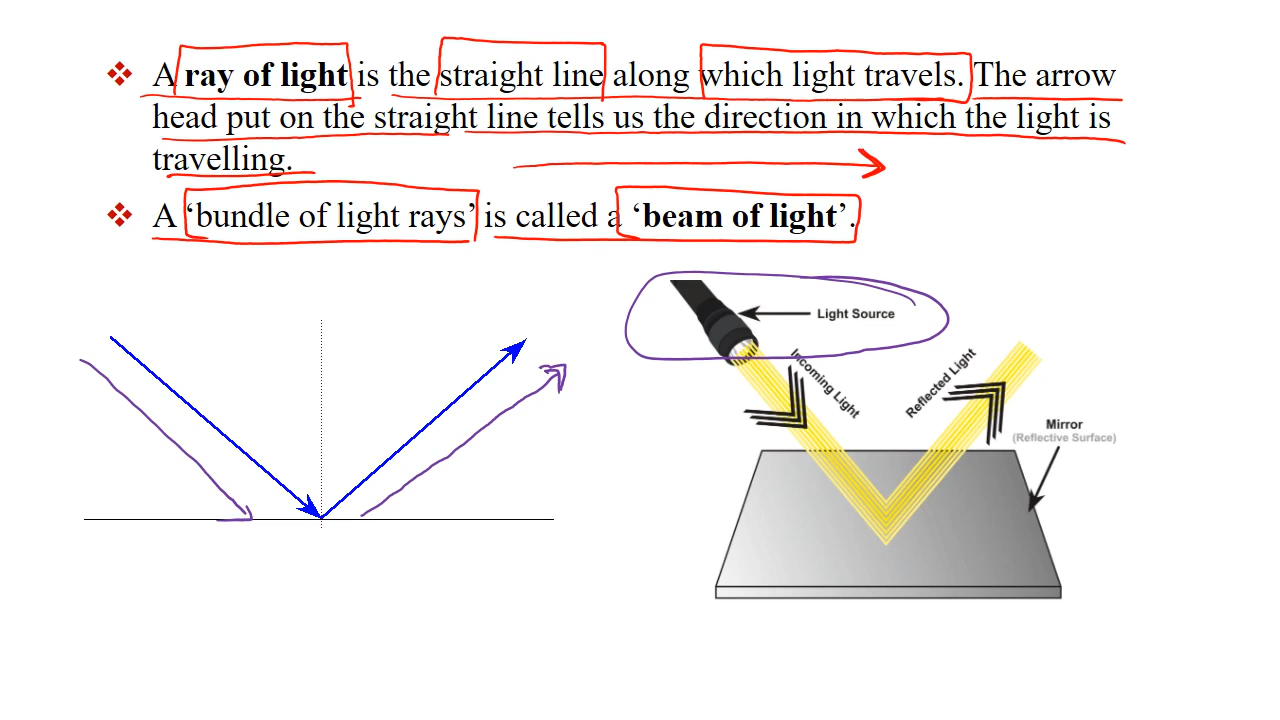 ❖ A ray of light is the straight line along which light travels. The arrow
head put on the straight line tells us the direction in which the light is
travelling.
❖ A ‘bundle of light rays’ is called a ‘beam of light’.
Light Source
Incoming Light
Reflected Light
Mirror
(Reflective Surface)